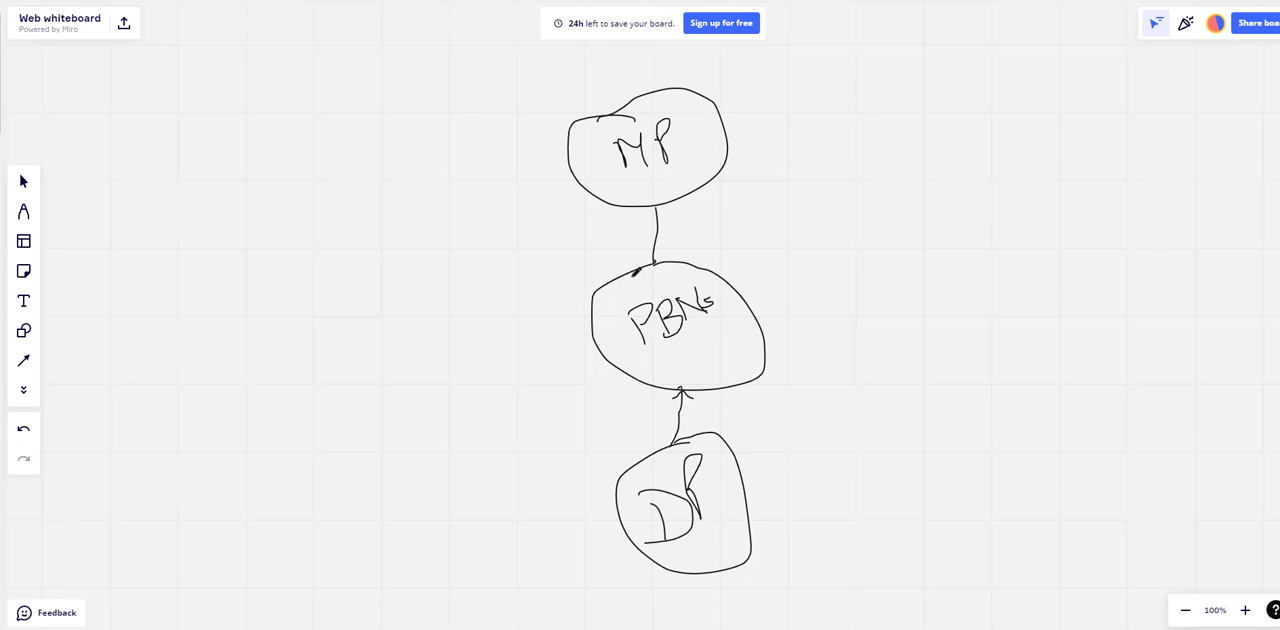 Web whiteboard
Powered by Miro
24h left to save your board.
Sign up for free
Share boa
MP
PBNs
DP
T
Feedback
100%
?